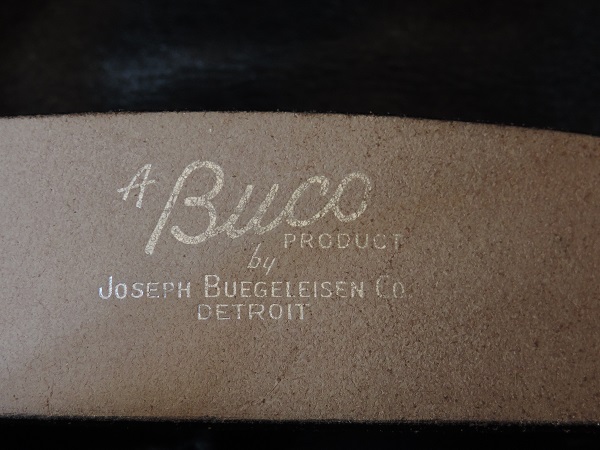 A Buco
PRODUCT
by
JOSEPH BUEGELEISEN CO.
DETROIT